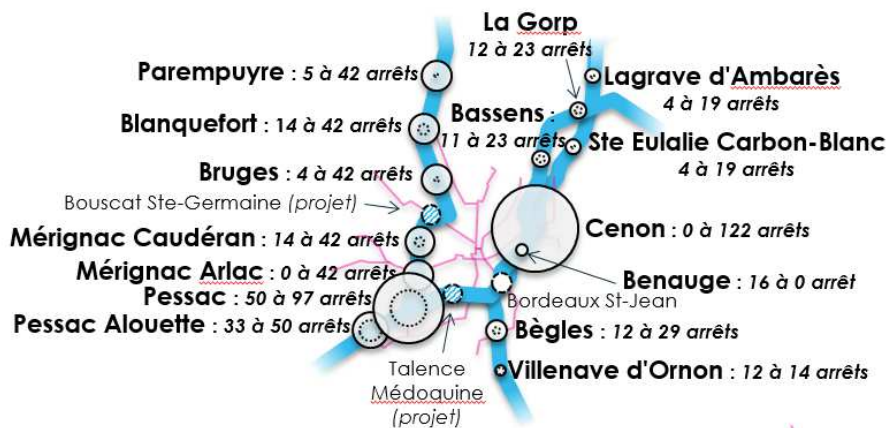 La Gorp
12 à 23 arrêts
Parempuyre : 5 à 42 arrêts
Lagrave d'Ambarès
4 à 19 arrêts
Blanquefort : 14 à 42 arrêts
Bassens :
11 à 23 arrêts
Ste Eulalie Carbon-Blanc
4 à 19 arrêts
Bruges : 4 à 42 arrêts
Bouscat Ste-Germaine (projet)
Cenon : 0 à 122 arrêts
Mérignac Caudéran : 14 à 42 arrêts
Mérignac Arlac : 0 à 42 arrêts
Benauge : 16 à 0 arrêt
Pessac : 50 à 97 arrêts
Bordeaux St-Jean
Pessac Alouette : 33 à 50 arrêts
Bègles : 12 à 29 arrêts
Talence
Médoquine
(projet)
Villenave d'Ornon : 12 à 14 arrêts